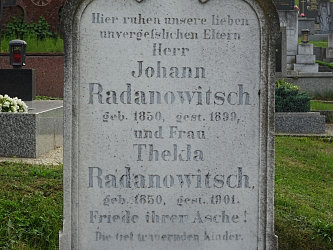 Hier ruhen unsere lieben
unvergeſslichen Eltern
Herr
Johann
Radanowitsch,
geb. 1850, gest. 1899,
und Frau
Thelda
Radanowitsch,
geb. 1850, gest. 1901.
Friede ihrer Asche!
Die tief trauernden Kinder.